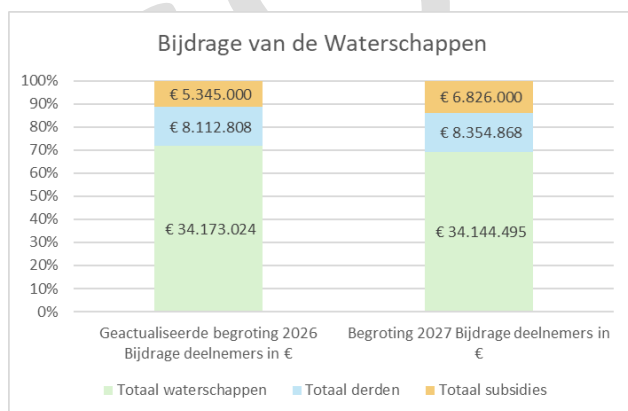 Bijdrage van de Waterschappen
100%
90%
80%
70%
60%
50%
40%
30%
20%
10%
0%
€ 5.345.000
€ 8.112.808
€ 34.173.024
€ 6.826.000
€ 8.354.868
€ 34.144.495
Geactualiseerde begroting 2026
Bijdrage deelnemers in €
Begroting 2027 Bijdrage deelnemers in
€
Totaal waterschappen
Totaal derden
Totaal subsidies